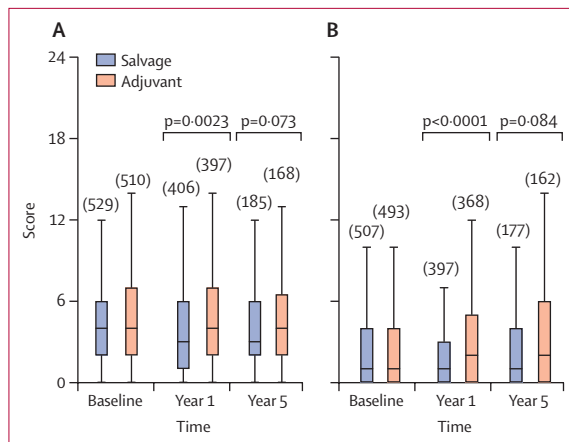 A
B
24
18
12
6
0
Score
Salvage
Adjuvant
p=0·0023
p=0·073
(529)
(510)
(406)
(397)
(185)
(168)
Baseline
Year 1
Year 5
Time
p<0·0001
p=0·084
(507)
(493)
(397)
(368)
(177)
(162)
Baseline
Year 1
Year 5
Time